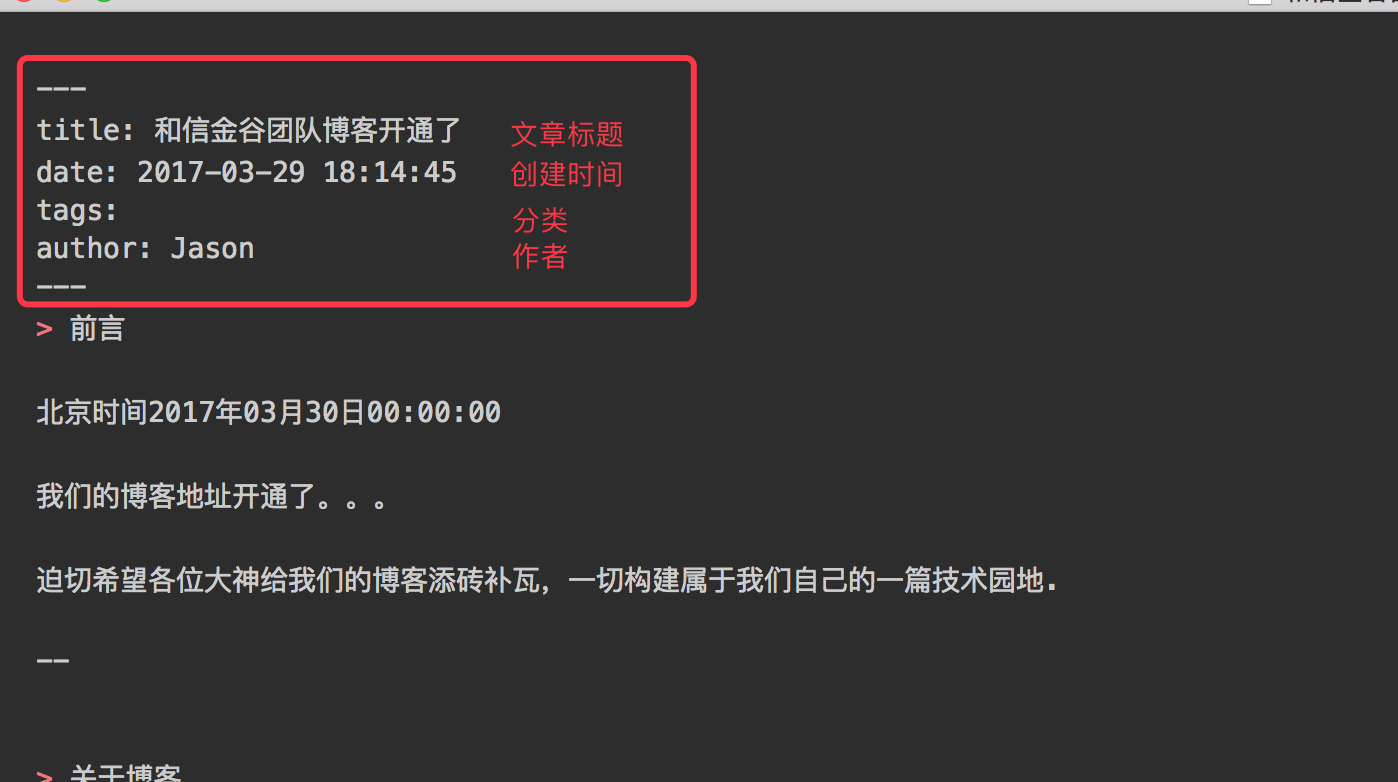 ---
title: 和信金谷团队博客开通了 文章标题
date: 2017-03-29 18:14:45 创建时间
tags: 分类
author: Jason 作者
---
> 前言
北京时间2017年03月30日00:00:00
我们的博客地址开通了。。。
迫切希望各位大神给我们的博客添砖补瓦，一切构建属于我们自己的一篇技术园地.
--
> 关于博客